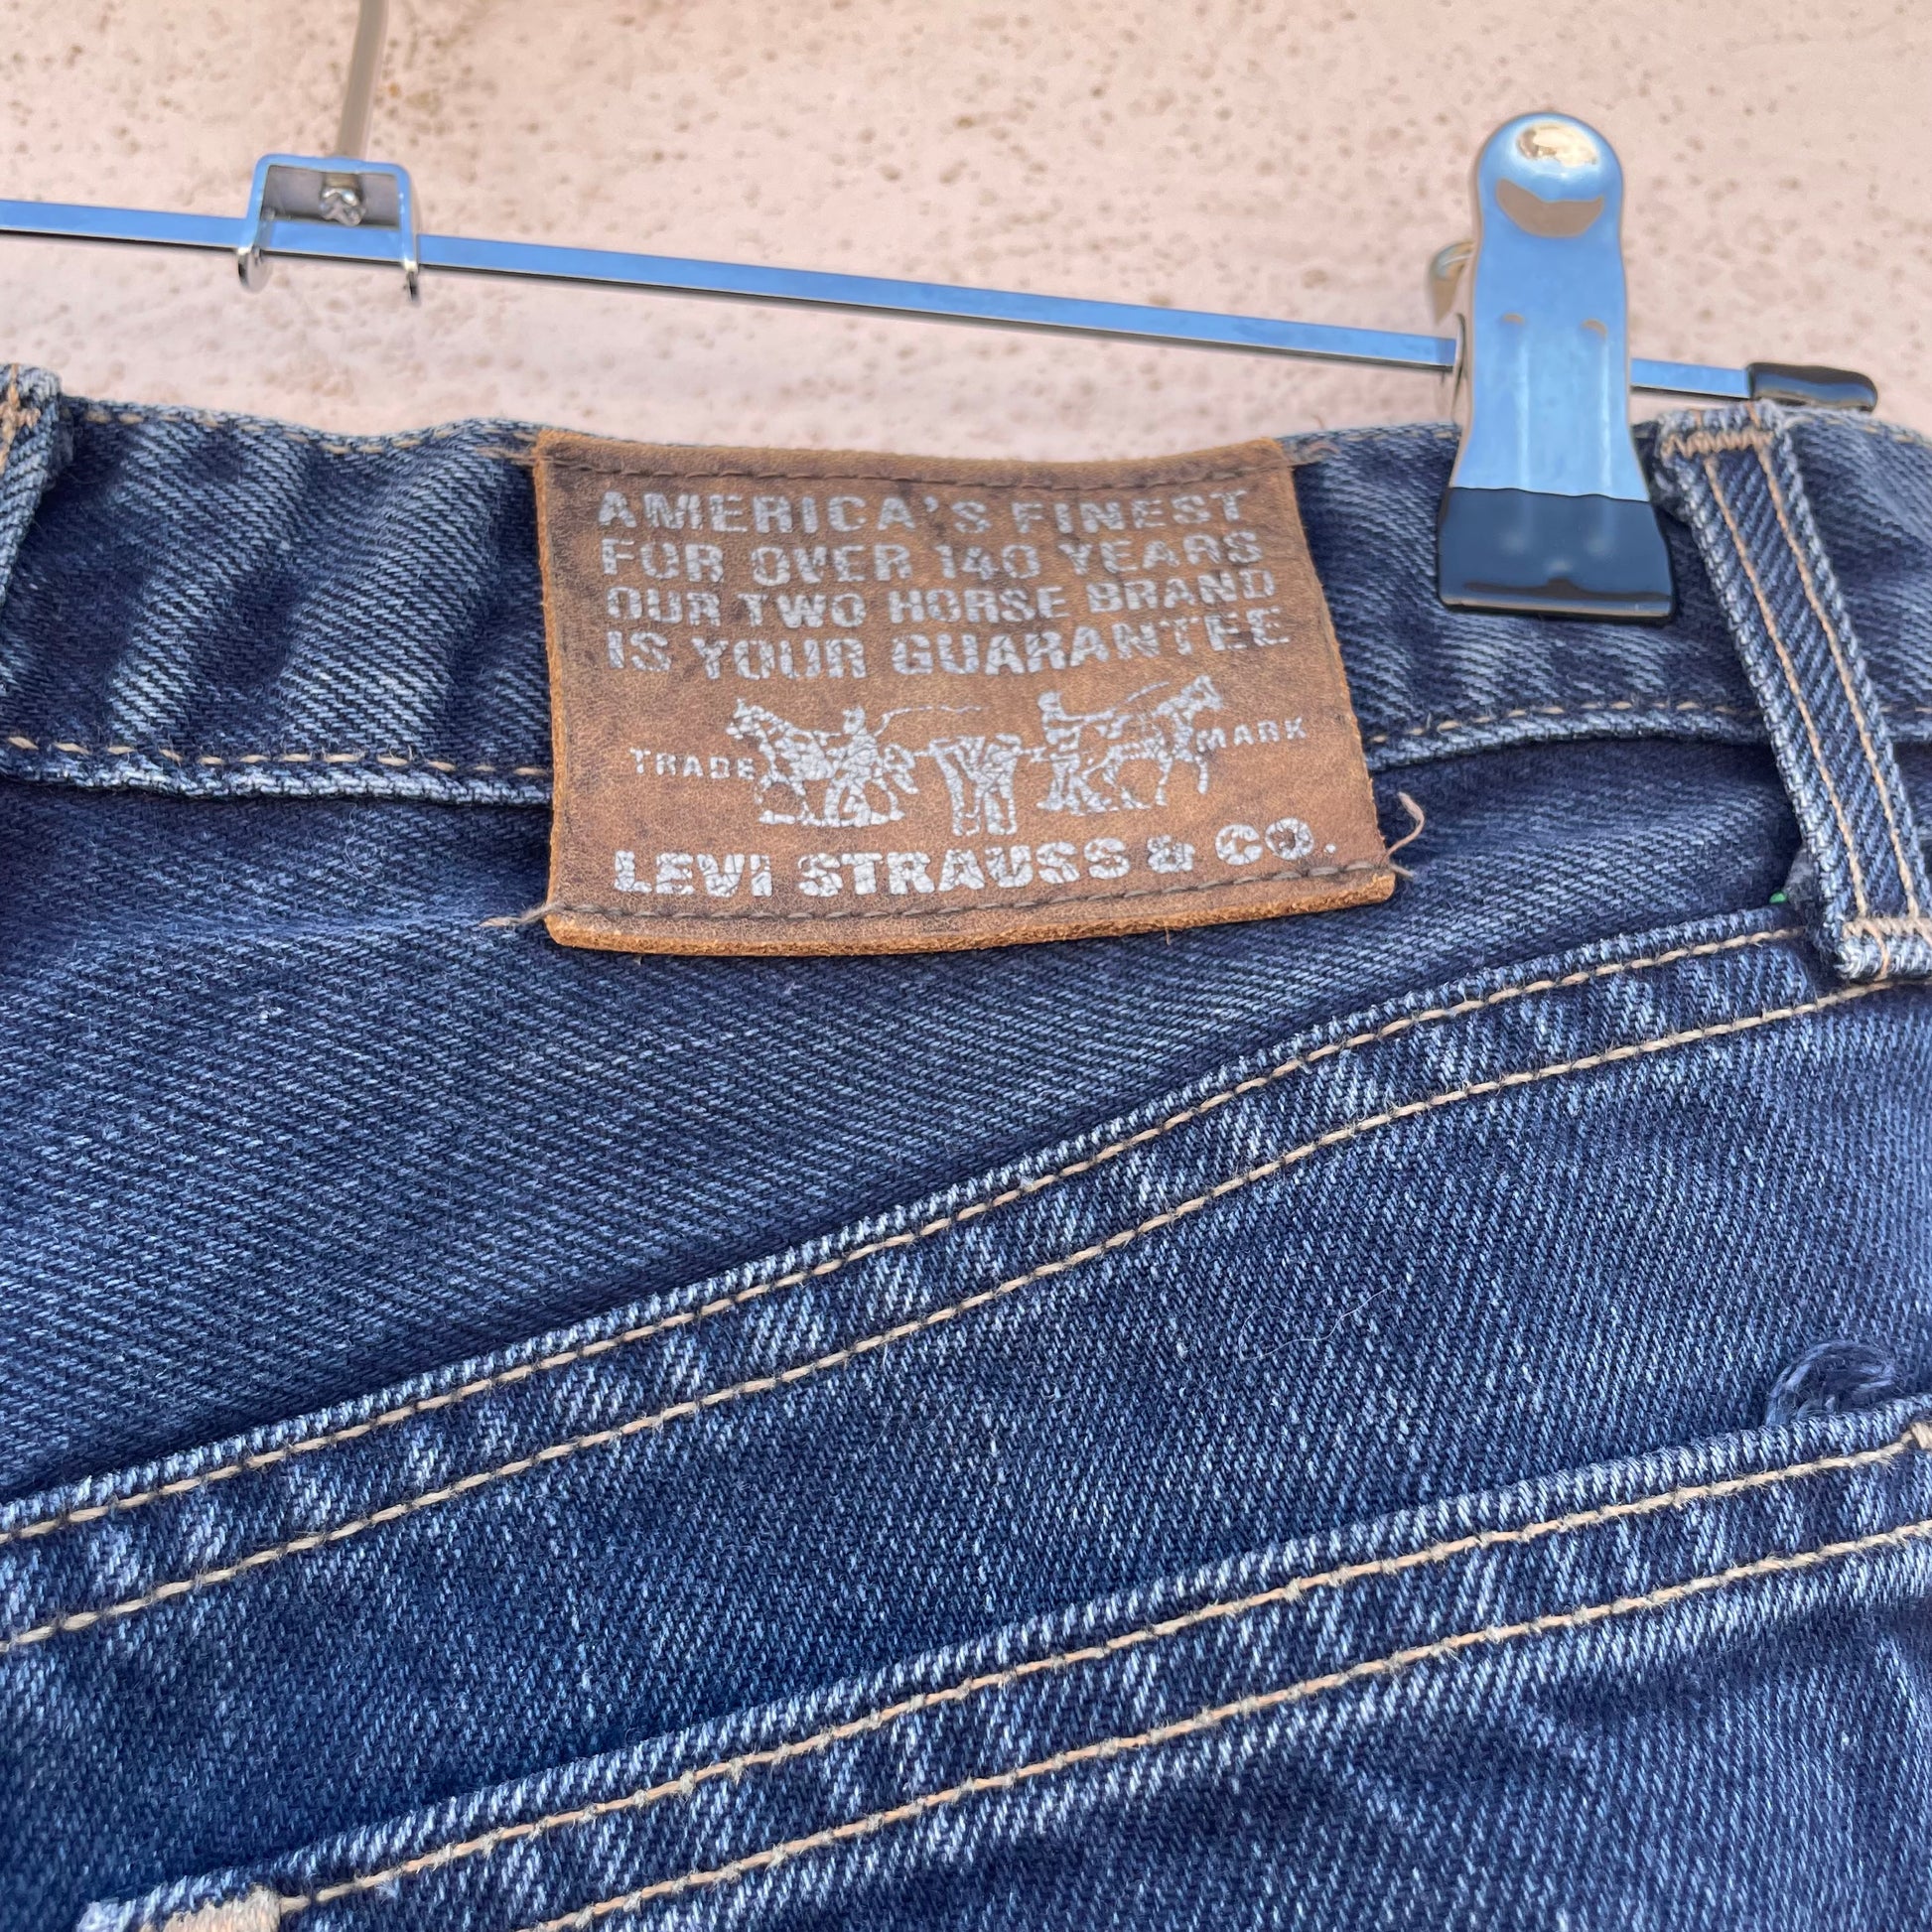 AMERICA'S FINEST
FOR OVER 140 YEARS
OUR TWO HORSE BRAND
IS YOUR GUARANTEE
TRADE MARK
LEVI STRAUSS & CO.